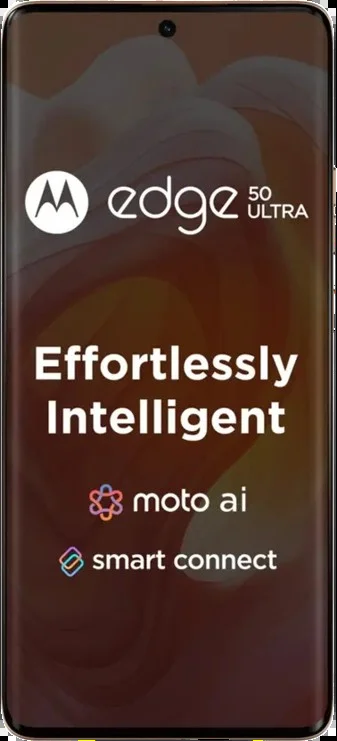 edge 50 ULTRA
Effortlessly
Intelligent
moto ai
smart connect